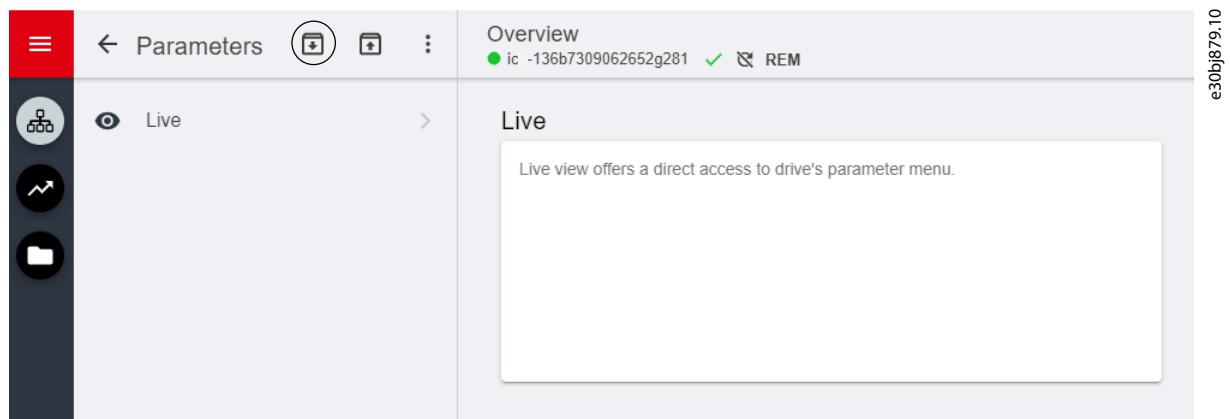 Parameters
Overview
ic -136b7309062652g281 REM
Live
Live
Live view offers a direct access to drive's parameter menu.
e30bj879.10